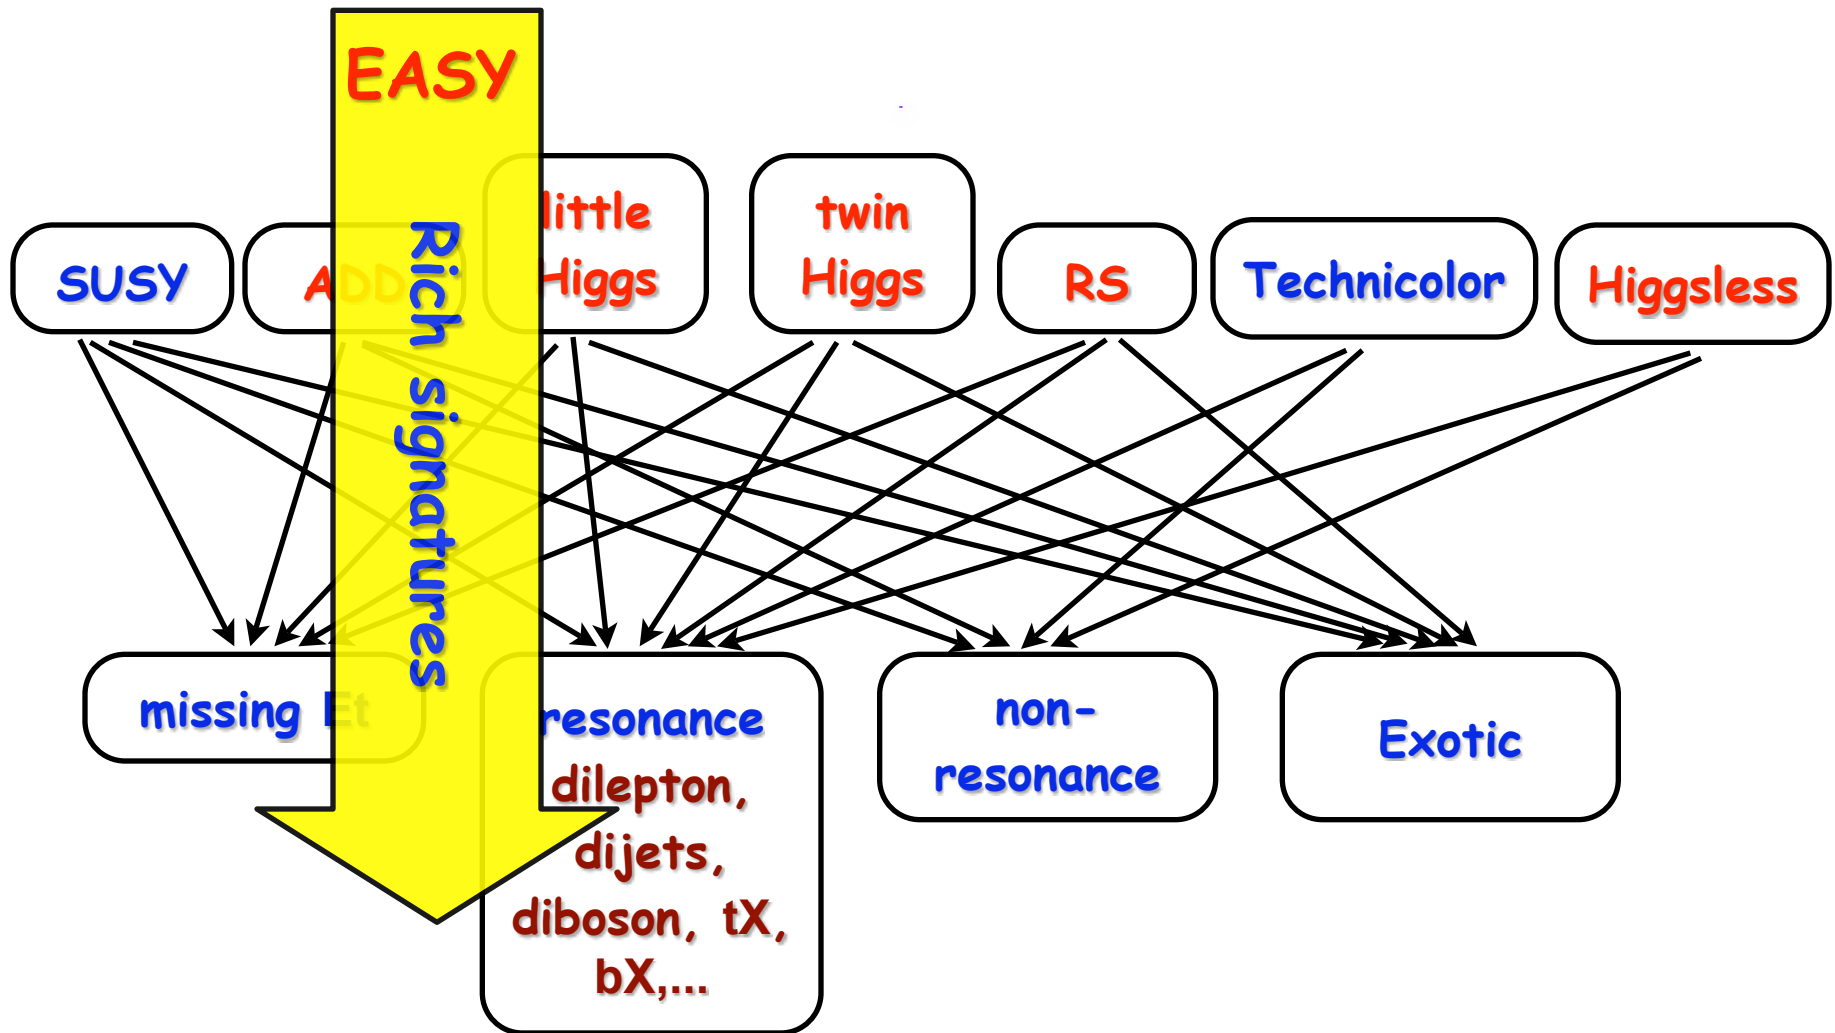 EASY
Rich signatures
SUSY
ADD
little
Higgs
twin
Higgs
RS
Technicolor
Higgsless
missing Et
resonance
dilepton,
dijets,
diboson, tX,
bX,...
non-
resonance
Exotic